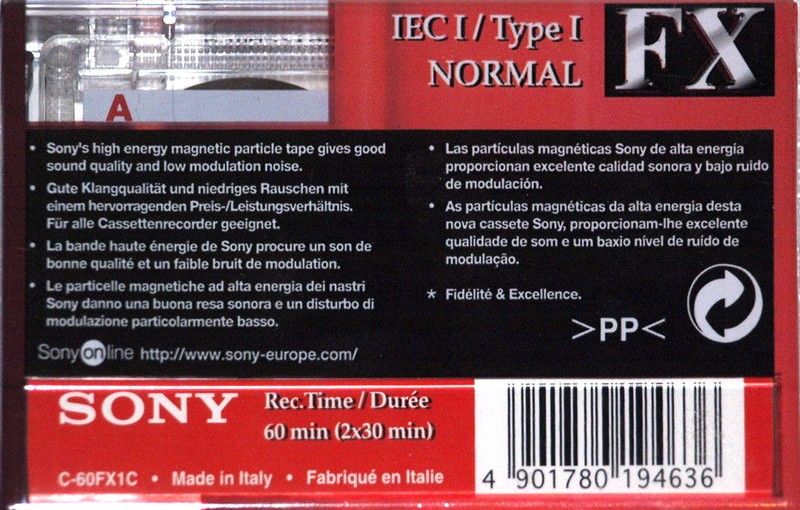 IEC I / Type I
NORMAL
FX
A
• Sony's high energy magnetic particle tape gives good
sound quality and low modulation noise.
• Gute Klangqualität und niedriges Rauschen mit
einem hervorragenden Preis-/Leistungsverhältnis.
Für alle Cassettenrecorder geeignet.
• La bande haute énergie de Sony procure un son de
bonne qualité et un faible bruit de modulation.
• Le particelle magnetiche ad alta energia dei nastri
Sony danno una buona resa sonora e un disturbo di
modulazione particolarmente basso.
Sony on line http://www.sony-europe.com/
• Las partículas magnéticas Sony de alta energía
proporcionan excelente calidad sonora y bajo ruido
de modulación.
• As partículas magnéticas da alta energia desta
nova cassete Sony, proporcionam-lhe excelente
qualidade de som e um baxio nível de ruído de
modulação.
* Fidélité & Excellence.
>PP<
SONY
Rec.Time / Durée
60 min (2x30 min)
C-60FX1C • Made in Italy • Fabriqué en Italie
4 901780 194636